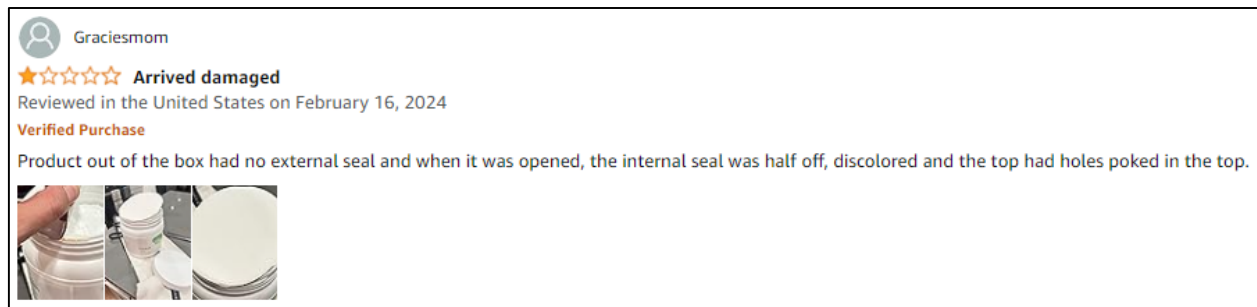 Graciesmom
Arrived damaged
Reviewed in the United States on February 16, 2024
Verified Purchase
Product out of the box had no external seal and when it was opened, the internal seal was half off, discolored and the top had holes poked in the top.